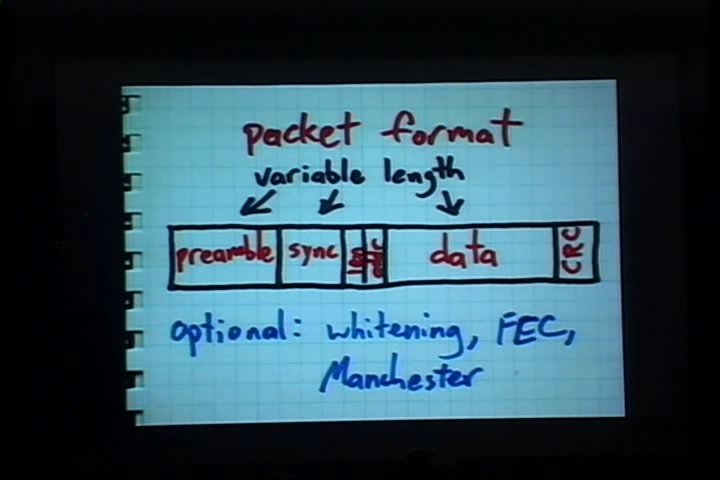 packet format
variable length
preamble sync data CRC
optional: whitening, FEC,
Manchester